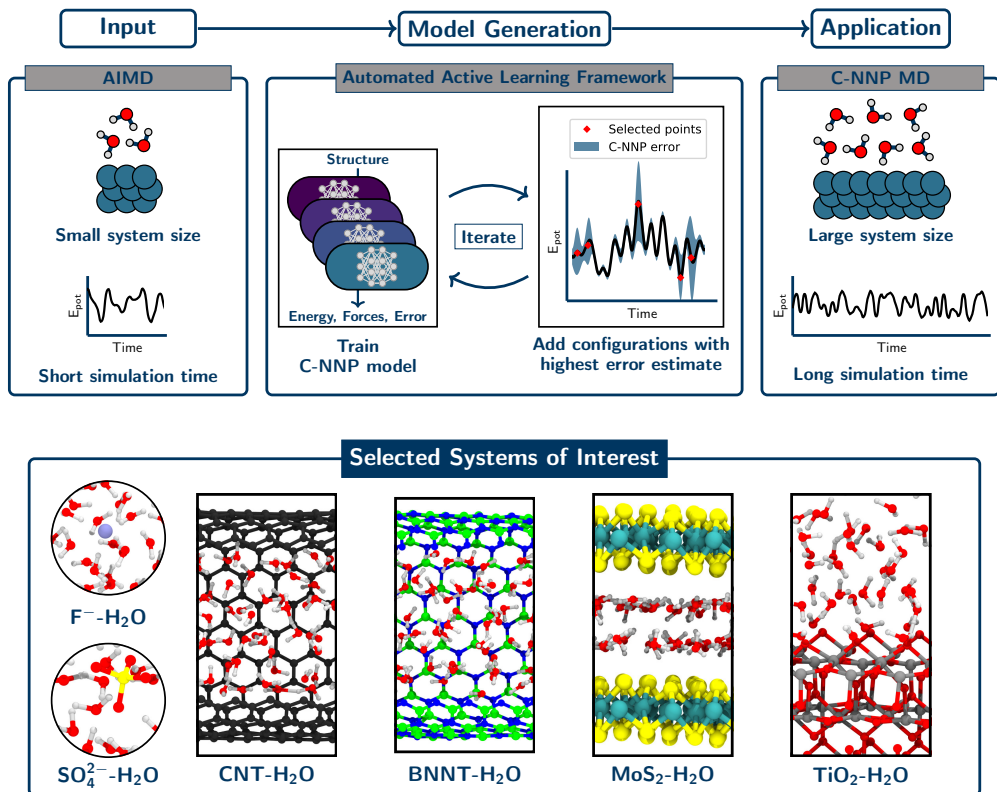 Input
Model Generation
Application
AIMD
Small system size
E_pot
Time
Short simulation time
Automated Active Learning Framework
Structure
Energy, Forces, Error
Train
C-NNP model
Iterate
Selected points
C-NNP error
E_pot
Time
Add configurations with
highest error estimate
C-NNP MD
Large system size
E_pot
Time
Long simulation time
Selected Systems of Interest
F⁻-H₂O
SO₄²⁻-H₂O
CNT-H₂O
BNNT-H₂O
MoS₂-H₂O
TiO₂-H₂O